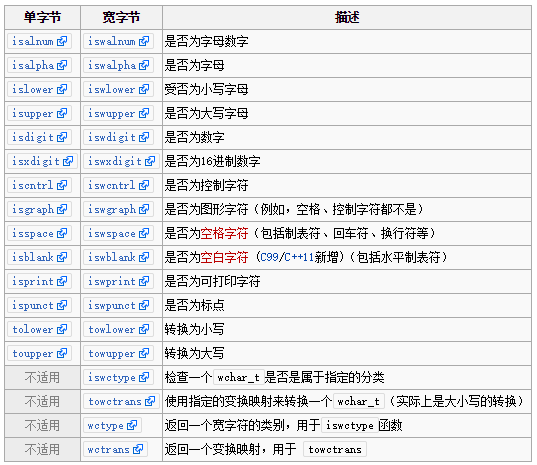 单字节 宽字节 描述
isalnum iswalnum 是否为字母数字
isalpha iswalpha 是否为字母
islower iswlower 受否为小写字母
isupper iswupper 是否为大写字母
isdigit iswdigit 是否为数字
isxdigit iswxdigit 是否为16进制数字
iscntrl iswcntrl 是否为控制字符
isgraph iswgraph 是否为图形字符（例如，空格、控制字符都不是）
isspace iswspace 是否为空格字符（包括制表符、回车符、换行符等）
isblank iswblank 是否为空白字符 (C99/C++11新增)（包括水平制表符）
isprint iswprint 是否为可打印字符
ispunct iswpunct 是否为标点
tolower towlower 转换为小写
toupper towupper 转换为大写
不适用 iswctype 检查一个 wchar_t 是否是属于指定的分类
不适用 towctrans 使用指定的变换映射来转换一个 wchar_t（实际上是大小写的转换）
不适用 wctype 返回一个宽字符的类别，用于 iswctype 函数
不适用 wctrans 返回一个变换映射，用于 towctrans